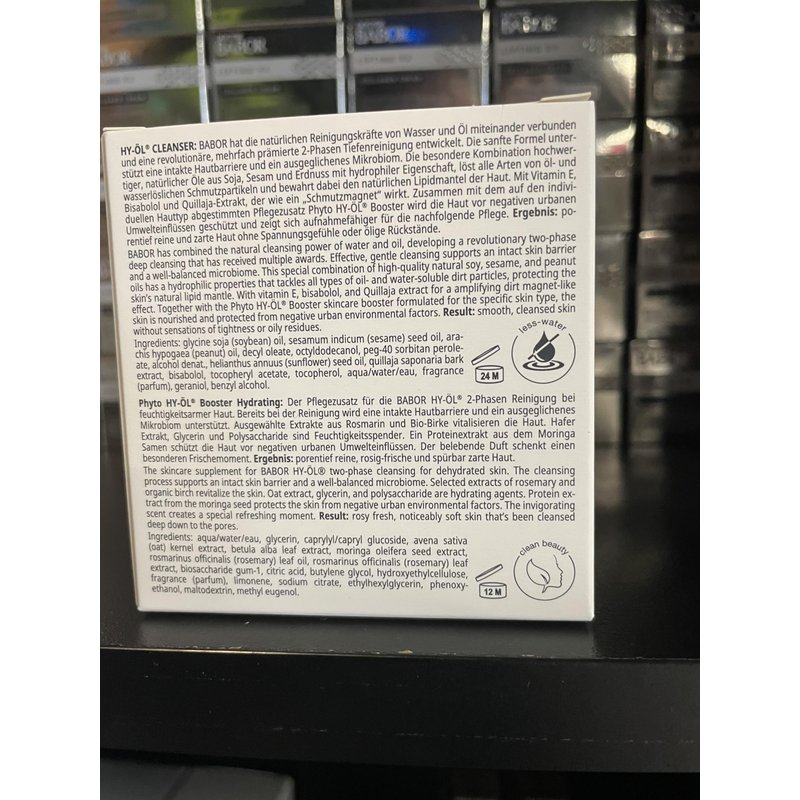 BABOR
BABOR
BABOR
HY-ÖL® CLEANSER: BABOR hat die natürlichen Reinigungskräfte von Wasser und Öl miteinander verbunden
und eine revolutionäre, mehrfach prämierte 2-Phasen Tiefenreinigung entwickelt. Die sanfte Formel unter-
stützt eine intakte Hautbarriere und ein ausgeglichenes Mikrobiom. Die besondere Kombination hochwer-
tiger, natürlicher Öle aus Soja, Sesam und Erdnuss mit hydrophiler Eigenschaft, löst alle Arten von öl- und
wasserlöslichen Schmutzpartikeln und bewahrt dabei den natürlichen Lipidmantel der Haut. Mit Vitamin E,
Bisabolol und Quillaja-Extrakt, der wie ein „Schmutzmagnet“ wirkt. Zusammen mit dem auf den indivi-
duellen Hauttyp abgestimmten Pflegezusatz Phyto HY-ÖL® Booster wird die Haut vor negativen urbanen
Umwelteinflüssen geschützt und zeigt sich aufnahmefähiger für die nachfolgende Pflege. Ergebnis: po-
rentief reine und zarte Haut ohne Spannungsgefühle oder ölige Rückstände.
BABOR has combined the natural cleansing power of water and oil, developing a revolutionary two-phase
deep cleansing that has received multiple awards. Effective, gentle cleansing supports an intact skin barrier
and a well-balanced microbiome. This special combination of high-quality natural soy, sesame, and peanut
oils has a hydrophilic properties that tackles all types of oil- and water-soluble dirt particles, protecting the
skin's natural lipid mantle. With vitamin E, bisabolol, and Quillaja extract for a amplifying dirt magnet-like
effect. Together with the Phyto HY-ÖL® Booster skincare booster formulated for the specific skin type, the
skin is nourished and protected from negative urban environmental factors. Result: smooth, cleansed skin
without sensations of tightness or oily residues.
Ingredients: glycine soja (soybean) oil, sesamum indicum (sesame) seed oil, ara-
chis hypogaea (peanut) oil, decyl oleate, octyldodecanol, peg-40 sorbitan perole-
ate, alcohol denat., helianthus annuus (sunflower) seed oil, quillaja saponaria bark
extract, bisabolol, tocopheryl acetate, tocopherol, aqua/water/eau, fragrance
(parfum), geraniol, benzyl alcohol.
24 M
less-water
Phyto HY-ÖL® Booster Hydrating: Der Pflegezusatz für die BABOR HY-ÖL® 2-Phasen Reinigung bei
feuchtigkeitsarmer Haut. Bereits bei der Reinigung wird eine intakte Hautbarriere und ein ausgeglichenes
Mikrobiom unterstützt. Ausgewählte Extrakte aus Rosmarin und Bio-Birke vitalisieren die Haut. Hafer
Extrakt, Glycerin und Polysaccharide sind Feuchtigkeitsspender. Ein Proteinextrakt aus dem Moringa
Samen schützt die Haut vor negativen urbanen Umwelteinflüssen. Der belebende Duft schenkt einen
besonderen Frischemoment. Ergebnis: porentief reine, rosig-frische und spürbar zarte Haut.
The skincare supplement for BABOR HY-ÖL® two-phase cleansing for dehydrated skin. The cleansing
process supports an intact skin barrier and a well-balanced microbiome. Selected extracts of rosemary and
organic birch revitalize the skin. Oat extract, glycerin, and polysaccharide are hydrating agents. Protein ex-
tract from the moringa seed protects the skin from negative urban environmental factors. The invigorating
scent creates a special refreshing moment. Result: rosy fresh, noticeably soft skin that's been cleansed
deep down to the pores.
Ingredients: aqua/water/eau, glycerin, caprylyl/capryl glucoside, avena sativa
(oat) kernel extract, betula alba leaf extract, moringa oleifera seed extract,
rosmarinus officinalis (rosemary) leaf oil, rosmarinus officinalis (rosemary) leaf
extract, biosaccharide gum-1, citric acid, butylene glycol, hydroxyethylcellulose,
fragrance (parfum), limonene, sodium citrate, ethylhexylglycerin, phenoxy-
ethanol, maltodextrin, methyl eugenol.
12 M
clean beauty